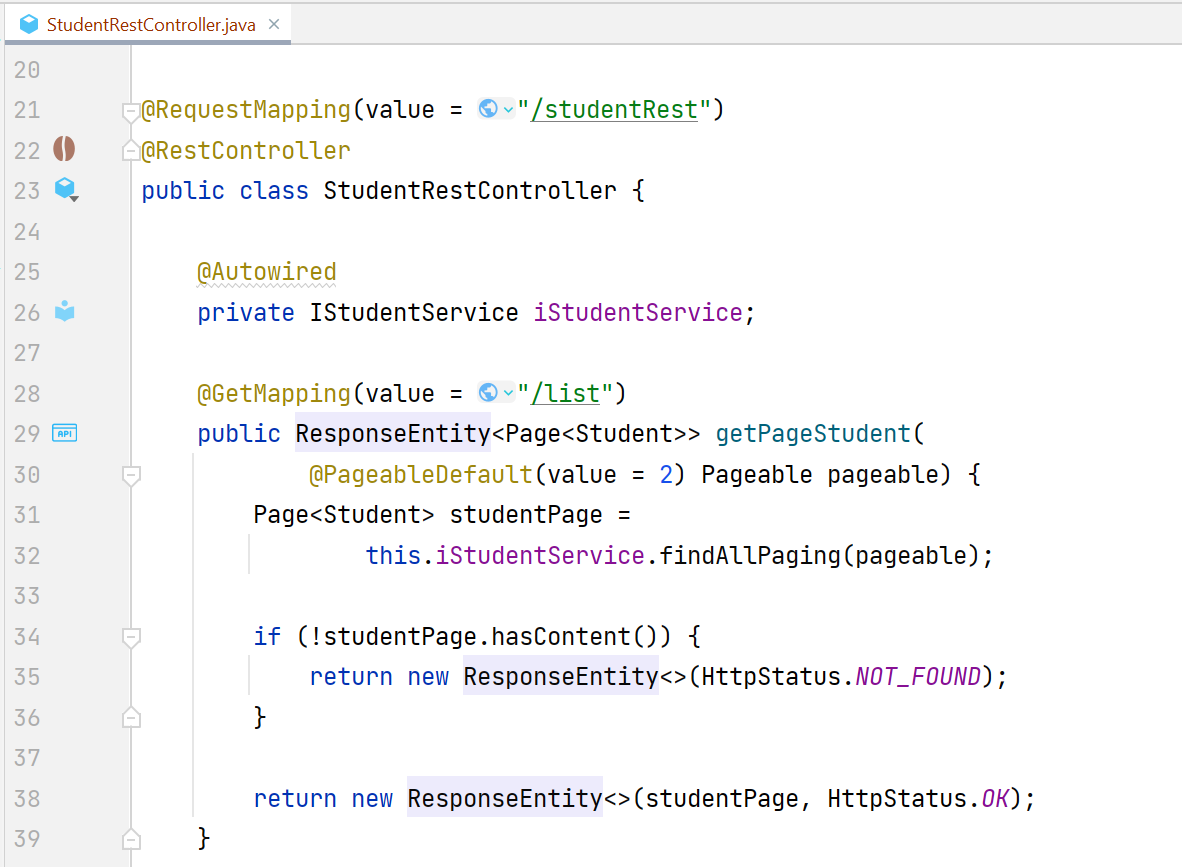 StudentRestController.java ×
20
21 @RequestMapping(value = "/studentRest")
22 @RestController
23 public class StudentRestController {
24
25     @Autowired
26     private IStudentService iStudentService;
27
28     @GetMapping(value = "/list")
29 API     public ResponseEntity<Page<Student>> getPageStudent(
30             @PageableDefault(value = 2) Pageable pageable) {
31         Page<Student> studentPage =
32                 this.iStudentService.findAllPaging(pageable);
33
34         if (!studentPage.hasContent()) {
35             return new ResponseEntity<>(HttpStatus.NOT_FOUND);
36         }
37
38         return new ResponseEntity<>(studentPage, HttpStatus.OK);
39     }